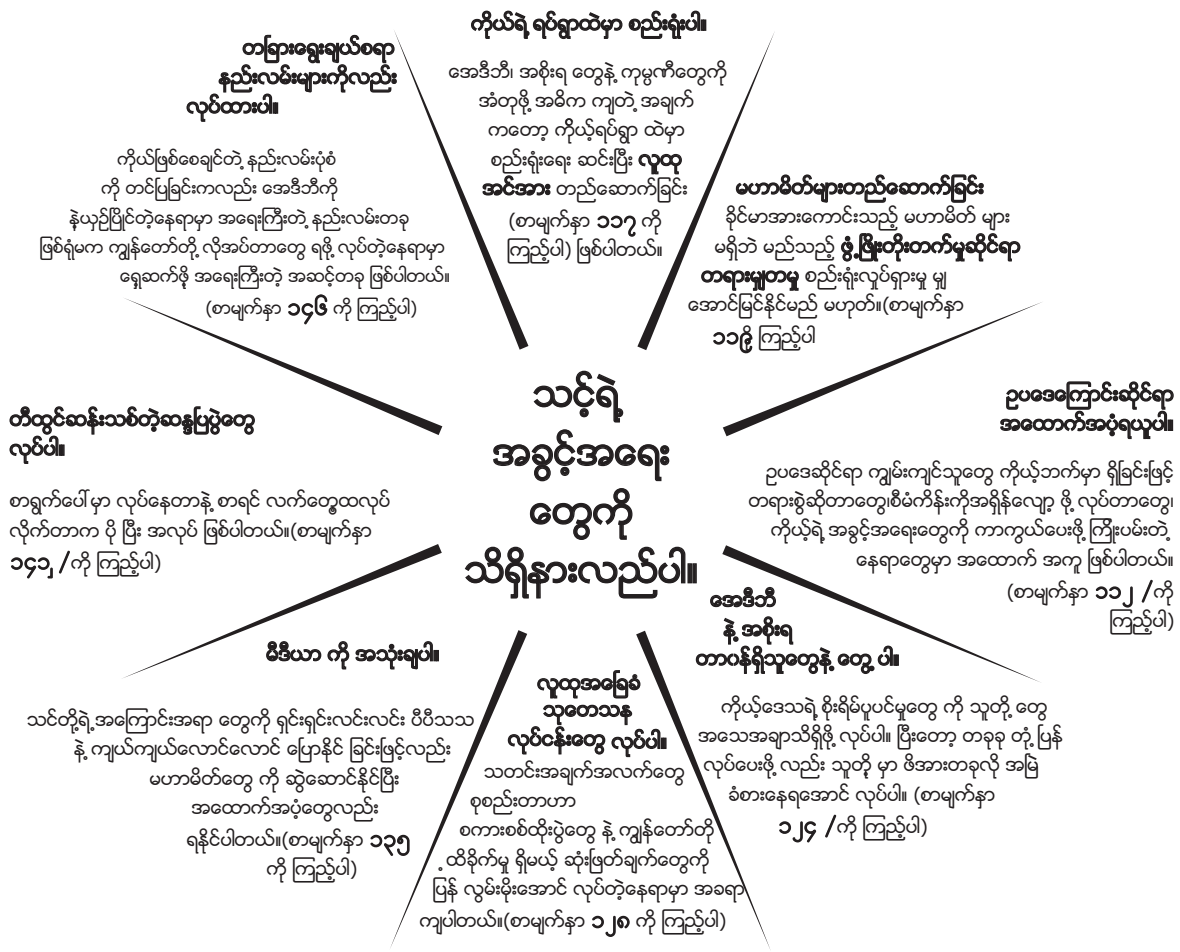 ကိုယ်ရဲ့ ရပ်ရွာထဲမှာ စည်းရုံးပါ။
အေဒီဘီ၊ အစိုးရ တွေနဲ့ ကုမ္ပဏီတွေကို
အံတုဖို့ အဓိက ကျတဲ့ အချက်
ကတော့ ကိုယ့်ရပ်ရွာ ထဲမှာ
စည်းရုံးရေး ဆင်းပြီး လူထု
အင်အား တည်ဆောက်ခြင်း
(စာမျက်နှာ ၁၁၇ ကို
ကြည့်ပါ) ဖြစ်ပါတယ်။
မဟာမိတ်များတည်ဆောက်ခြင်း
ခိုင်မာအားကောင်းသည့် မဟာမိတ် များ
မရှိဘဲ မည်သည့် ဖွံ့ဖြိုးတိုးတက်မှုဆိုင်ရာ
တရားမျှတမှု စည်းရုံးလှုပ်ရှားမှု မျှ
အောင်မြင်နိုင်မည် မဟုတ်။(စာမျက်နှာ
၁၁၉ို ကြည့်ပါ
ဥပဒေကြောင်းဆိုင်ရာ
အထောက်အပံ့ရယူပါ။
ဥပဒေဆိုင်ရာ ကျွမ်းကျင်သူတွေ ကိုယ့်ဘက်မှာ ရှိခြင်းဖြင့်
တရားစွဲဆိုတာတွေ၊စီမံကိန်းကိုအရှိန်လျော့ ဖို့ လုပ်တာတွေ၊
ကိုယ့်ရဲ့ အခွင့်အရေးတွေကို ကာကွယ်ပေးဖို့ ကြိုးပမ်းတဲ့
နေရာတွေမှာ အထောက် အကူ ဖြစ်ပါတယ်။
(စာမျက်နှာ ၁၁၂ /ကို
ကြည့်ပါ)
အေဒီဘီ
နဲ့ အစိုးရ
တာဝန်ရှိသူတွေနဲ့ တွေ့ ပါ။
ကိုယ့်ဒေသရဲ့ စိုးရိမ်ပူပင်မှုတွေ ကို သူတို့ တွေ
အသေအချာသိရှိဖို့ လုပ်ပါ။ ပြီးတော့ တခုခု တုံ့ပြန်
လုပ်ပေးဖို့ လည်း သူတို့ မှာ ဖိအားတခုလို အမြဲ
ခံစားနေရအောင် လုပ်ပါ။ (စာမျက်နှာ
၁၂၄ /ကို ကြည့်ပါ)
လူထုအခြေခံ
သုတေသန
လုပ်ငန်းတွေ လုပ်ပါ။
သတင်းအချက်အလက်တွေ
စုစည်းတာဟာ
စကားစစ်ထိုးပွဲတွေ နဲ့ ကျွန်တော်တို
့ ထိခိုက်မှု ရှိမယ့် ဆုံးဖြတ်ချက်တွေကို
ပြန် လွှမ်းမိုးအောင် လုပ်တဲ့နေရာမှာ အခရာ
ကျပါတယ်။(စာမျက်နှာ ၁၂၈ ကို ကြည့်ပါ)
မီဒီယာ ကို အသုံးချပါ။
သင်တို့ရဲ့ အကြောင်းအရာ တွေကို ရှင်းရှင်းလင်းလင်း ပီပီသသ
နဲ့ ကျယ်ကျယ်လောင်လောင် ပြောနိုင် ခြင်းဖြင့်လည်း
မဟာမိတ်တွေ ကို ဆွဲဆောင်နိုင်ပြီး
အထောက်အပံ့တွေလည်း
ရနိုင်ပါတယ်။(စာမျက်နှာ ၁၃၅
ကို ကြည့်ပါ)
တီထွင်ဆန်းသစ်တဲ့ဆန္ဒပြပွဲတွေ
လုပ်ပါ။
စာရွက်ပေါ်မှာ လုပ်နေတာနဲ့ စာရင် လက်တွေ့ထလုပ်
လိုက်တာက ပို ပြီး အလုပ် ဖြစ်ပါတယ်။(စာမျက်နှာ
၁၄၁ /ကို ကြည့်ပါ)
တခြားရွေးချယ်စရာ
နည်းလမ်းများကိုလည်း
လုပ်ထားပါ။
ကိုယ်ဖြစ်စေချင်တဲ့ နည်းလမ်းပုံစံ
ကို တင်ပြခြင်းကလည်း အေဒီဘီကို
နဲ့ယှဉ်ပြိုင်တဲ့နေရာမှာ အရေးကြီးတဲ့ နည်းလမ်းတခု
ဖြစ်ရုံမက ကျွန်တော်တို့ လိုအပ်တာတွေ ရဖို့ လုပ်တဲ့နေရာမှာ
ရှေ့ဆက်ဖို့ အရေးကြီးတဲ့ အဆင့်တခု ဖြစ်ပါတယ်။
(စာမျက်နှာ ၁၄၆ ကို ကြည့်ပါ)
သင့်ရဲ့
အခွင့်အရေး
တွေကို
သိရှိနားလည်ပါ။